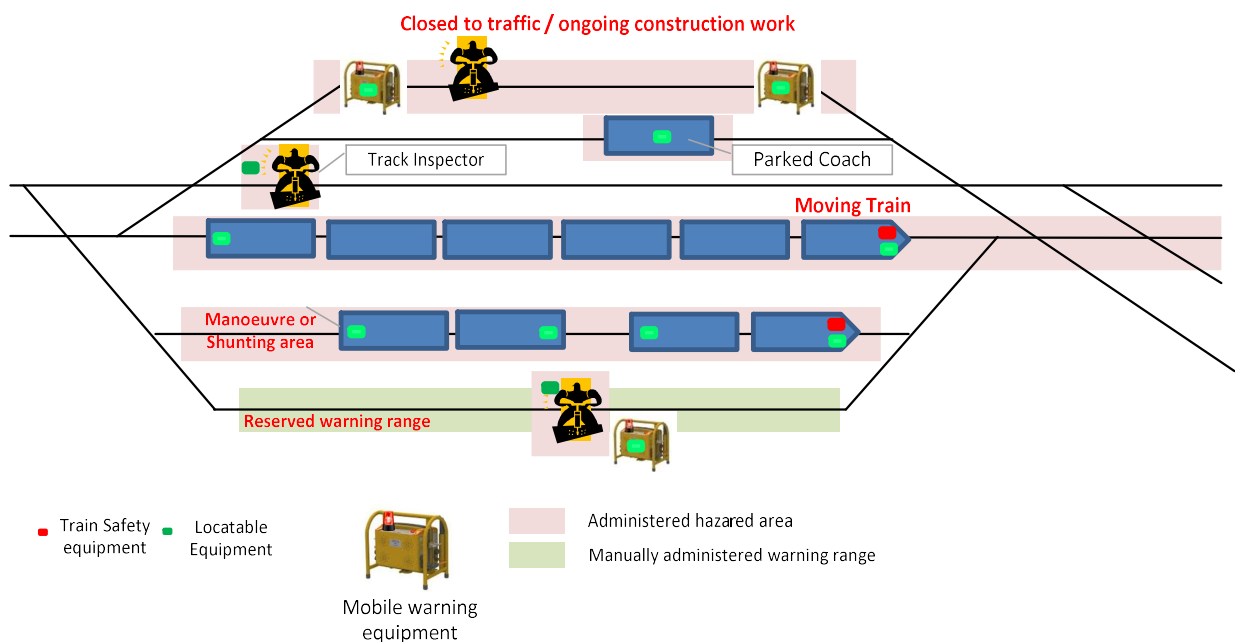 Closed to traffic / ongoing construction work
Track Inspector
Parked Coach
Moving Train
Manoeuvre or
Shunting area
Reserved warning range
Train Safety
equipment
Locatable
Equipment
Mobile warning
equipment
Administered hazared area
Manually administered warning range